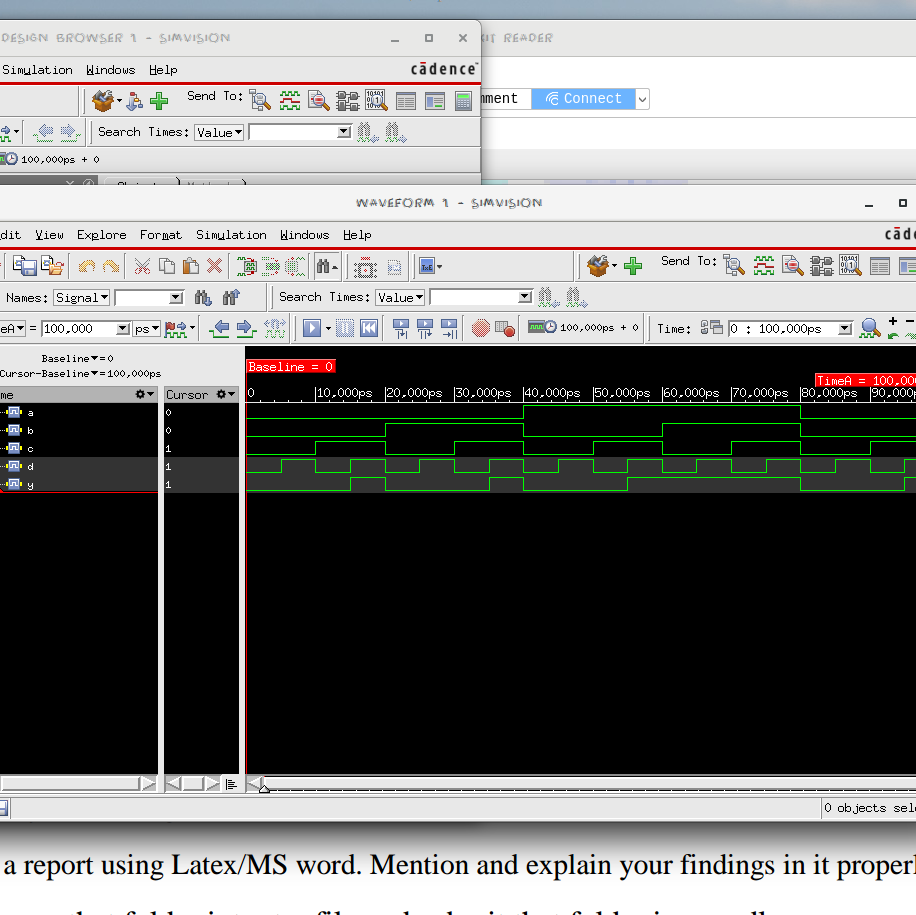 DESIGN BROWSER 1 - SIMVISION
KIT READER
Simulation Windows Help
cādence
Send To:
mment Connect
Search Times: Value
100,000ps + 0
WAVEFORM 1 - SIMVISION
dit View Explore Format Simulation Windows Help
cāde
Send To:
Names: Signal Search Times: Value
eA = 100,000 ps 100,000ps + 0 Time: 0 : 100,000ps
Baseline = 0
Cursor-Baseline = 100,000ps
Baseline = 0
TimeA = 100,00
me Cursor 0 10,000ps 20,000ps 30,000ps 40,000ps 50,000ps 60,000ps 70,000ps 80,000ps 90,000p
a 0
b 0
c 1
d 1
y 1
0 objects sele
a report using Latex/MS word. Mention and explain your findings in it properl